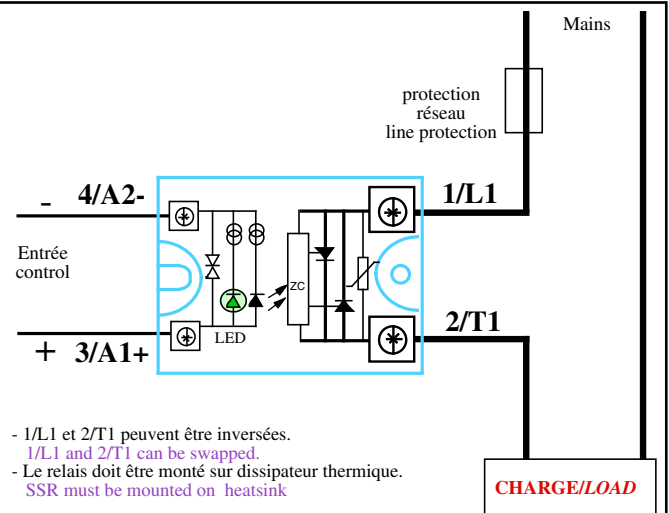 Mains
protection
réseau
line protection
- 4/A2-
1/L1
Entrée
control
ZC
+ 3/A1+
LED
2/T1
- 1/L1 et 2/T1 peuvent être inversées.
1/L1 and 2/T1 can be swapped.
- Le relais doit être monté sur dissipateur thermique.
SSR must be mounted on heatsink
CHARGE/LOAD